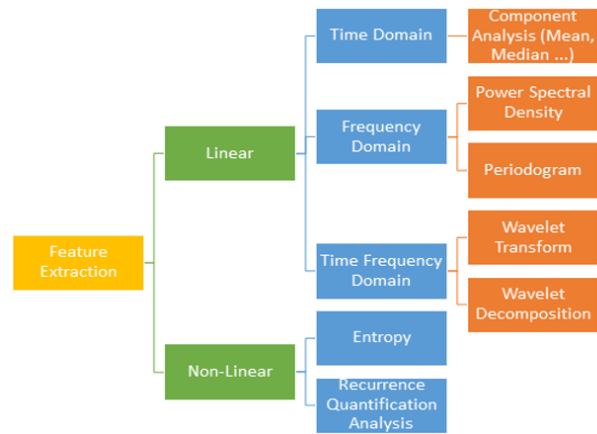 Feature
Extraction
Linear
Non-Linear
Time Domain
Frequency
Domain
Time Frequency
Domain
Entropy
Recurrence
Quantification
Analysis
Component
Analysis (Mean,
Median ...)
Power Spectral
Density
Periodogram
Wavelet
Transform
Wavelet
Decomposition